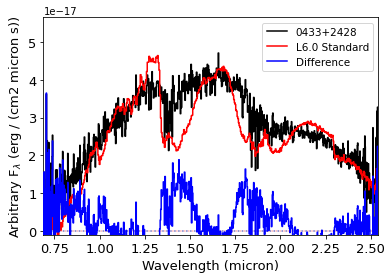 1e−17
0433+2428
L6.0 Standard
Difference
5
4
3
2
1
0
Arbitrary Fλ (erg / (cm2 micron s))
0.75 1.00 1.25 1.50 1.75 2.00 2.25 2.50
Wavelength (micron)